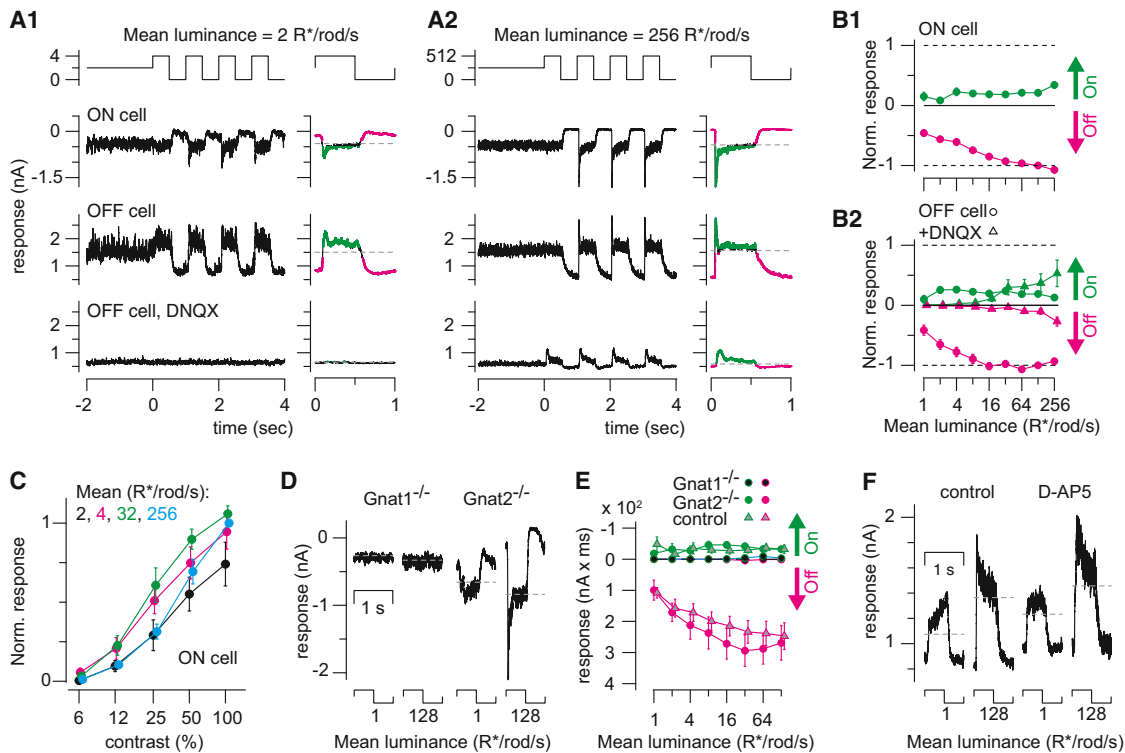 A1
Mean luminance = 2 R*/rod/s
4
0
ON cell
0
-1.5
response (nA)
OFF cell
2
1
OFF cell, DNQX
2
1
-2 0 2 4 0 1
time (sec)
A2
Mean luminance = 256 R*/rod/s
512
0
0
-1.5
2
1
2
1
-2 0 2 4 0 1
time (sec)
B1
ON cell
1
0
-1
Norm. response
On
Off
B2
OFF cell
+DNQX
1
0
-1
Norm. response
On
Off
1 4 16 64 256
Mean luminance (R*/rod/s)
C
Mean (R*/rod/s):
2, 4, 32, 256
1
0
Norm. response
ON cell
6 12 25 50 100
contrast (%)
D
Gnat1-/- Gnat2-/-
0
-1
-2
response (nA)
1 s
1 128 1 128
Mean luminance (R*/rod/s)
E
Gnat1-/-
Gnat2-/-
control
x 10²
-1
0
1
2
3
4
response (nA x ms)
On
Off
1 4 16 64
Mean luminance (R*/rod/s)
F
control D-AP5
2
1
response (nA)
1 s
1 128 1 128
Mean luminance (R*/rod/s)